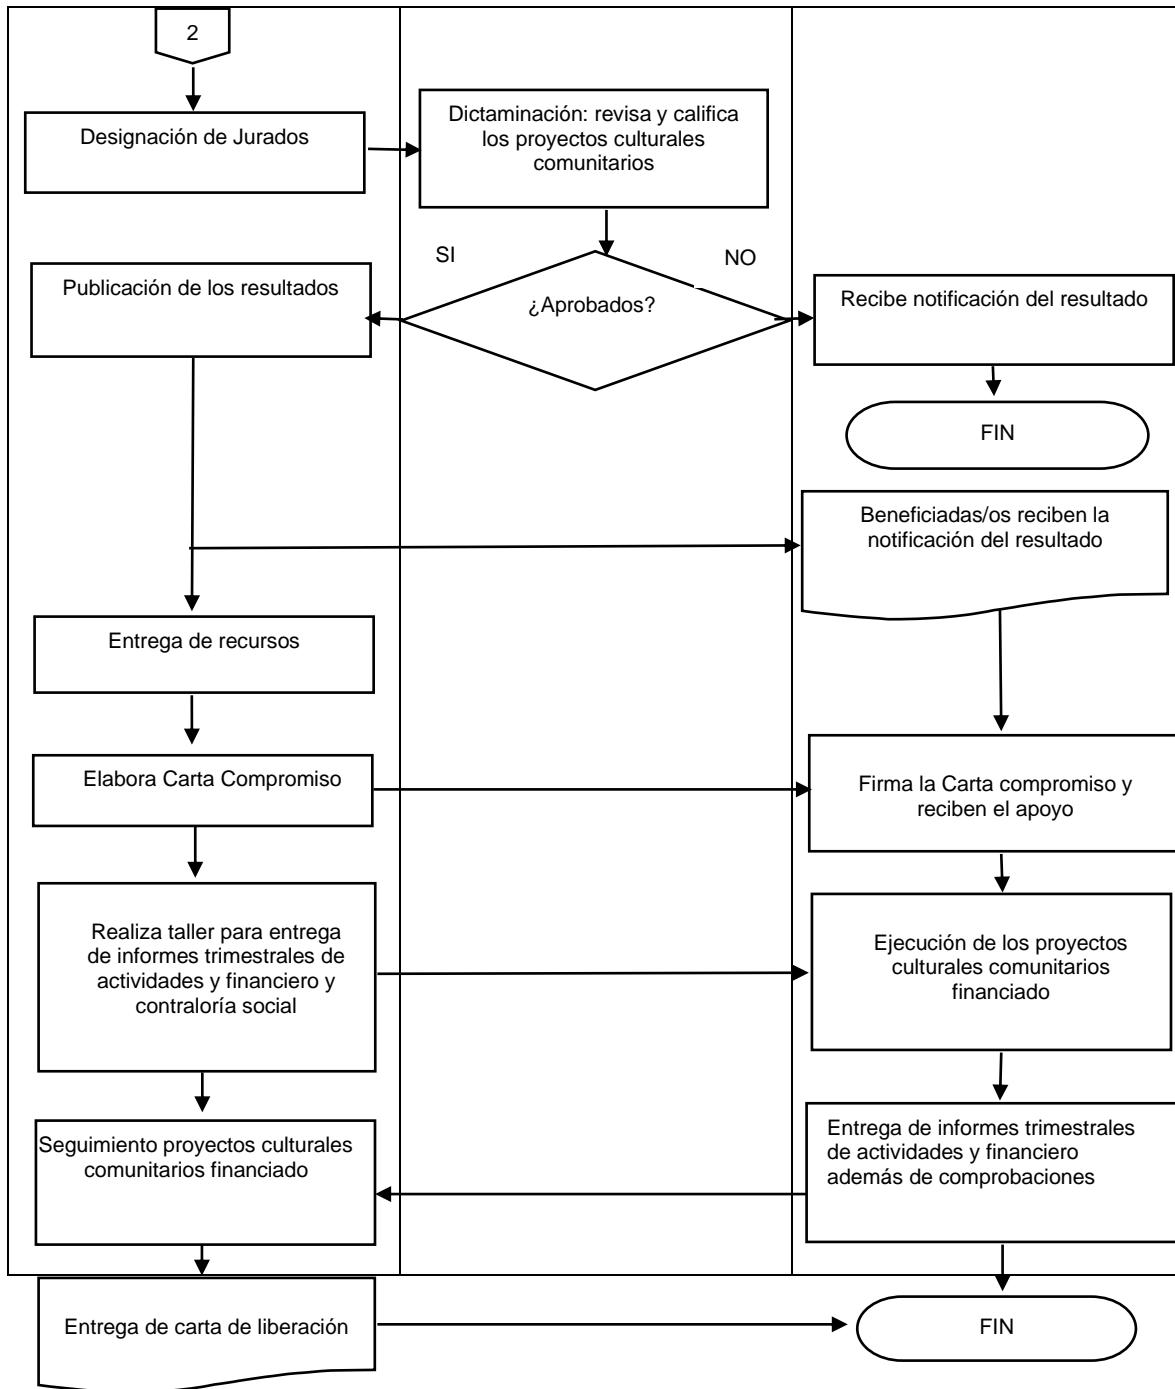 2
Designación de Jurados
Dictaminación: revisa y califica
los proyectos culturales
comunitarios
SI
NO
¿Aprobados?
Publicación de los resultados
Recibe notificación del resultado
FIN
Beneficiadas/os reciben la
notificación del resultado
Entrega de recursos
Elabora Carta Compromiso
Firma la Carta compromiso y
reciben el apoyo
Realiza taller para entrega
de informes trimestrales de
actividades y financiero y
contraloría social
Ejecución de los proyectos
culturales comunitarios
financiado
Seguimiento proyectos culturales
comunitarios financiado
Entrega de informes trimestrales
de actividades y financiero
además de comprobaciones
Entrega de carta de liberación
FIN